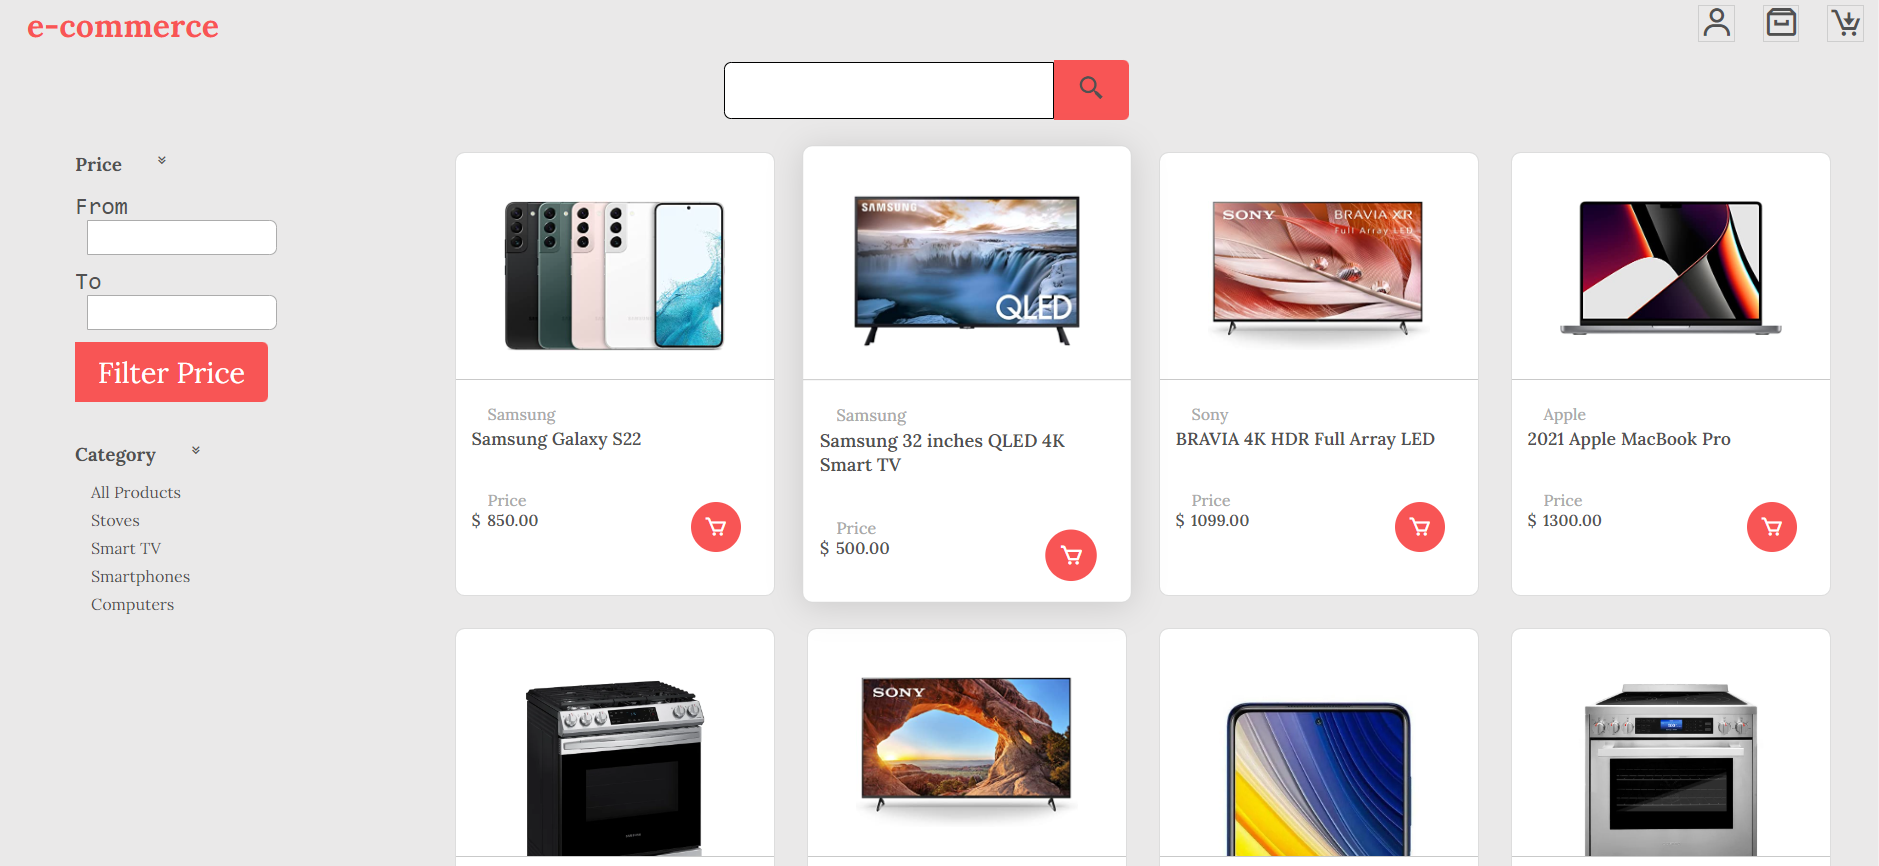 e-commerce
Price
From
To
Filter Price
Category
All Products
Stoves
Smart TV
Smartphones
Computers
Samsung
Samsung Galaxy S22
Price
$ 850.00
SAMSUNG
QLED
Samsung
Samsung 32 inches QLED 4K
Smart TV
Price
$ 500.00
SONY
BRAVIA XR
Full Array LED
Sony
BRAVIA 4K HDR Full Array LED
Price
$ 1099.00
Apple
2021 Apple MacBook Pro
Price
$ 1300.00
SONY